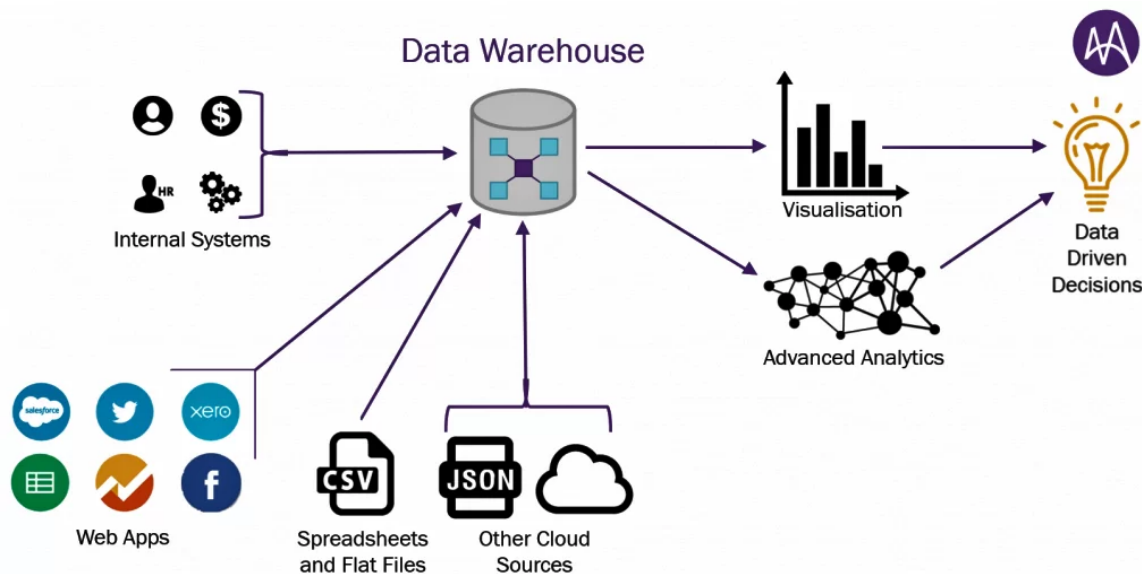 Data Warehouse
$
HR
Internal Systems
Visualisation
Data
Driven
Decisions
Advanced Analytics
salesforce
xero
f
Web Apps
CSV
Spreadsheets
and Flat Files
JSON
Other Cloud
Sources